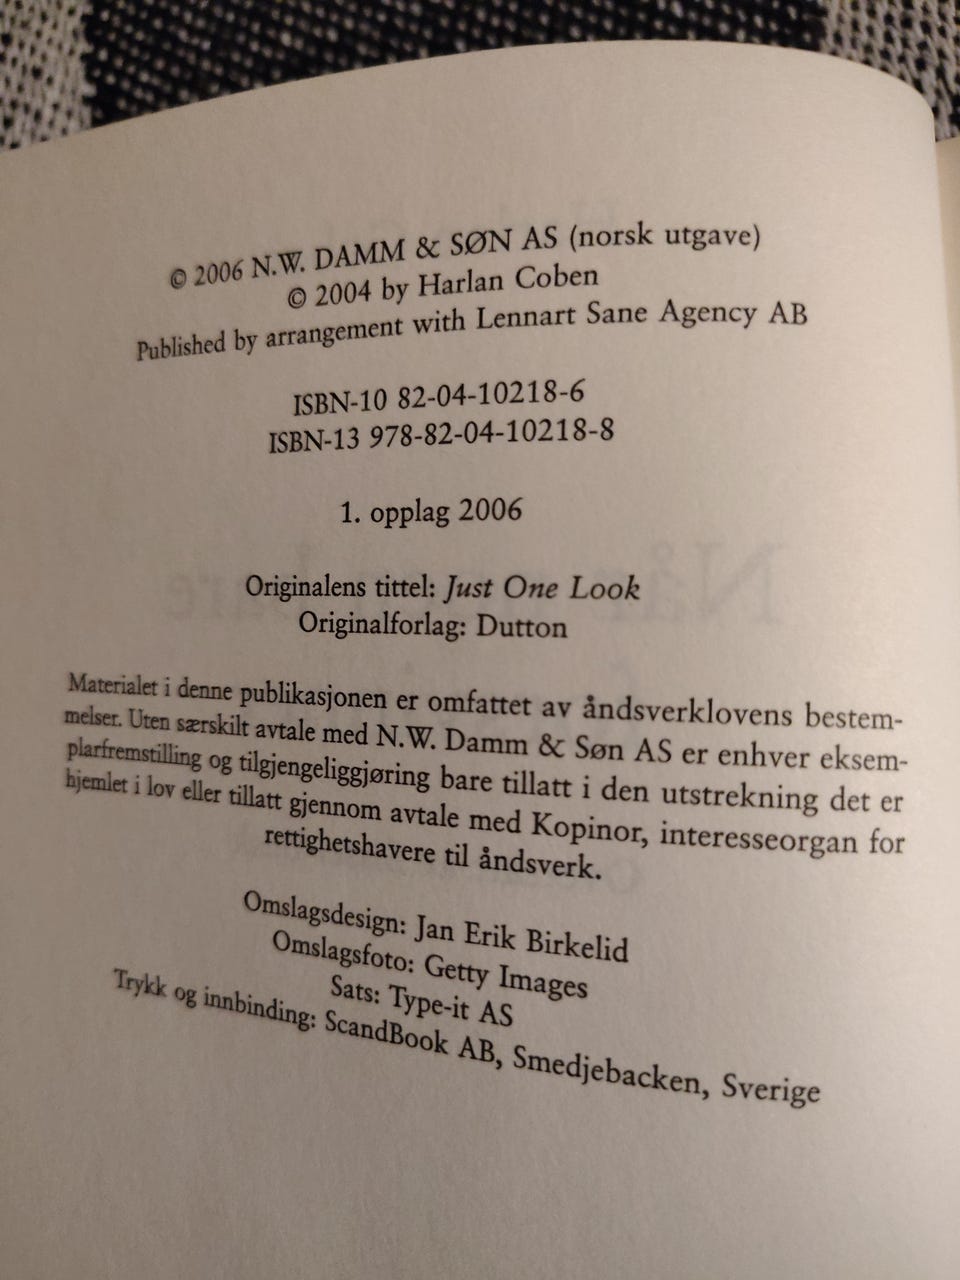 © 2006 N.W. DAMM & SØN AS (norsk utgave)
© 2004 by Harlan Coben
Published by arrangement with Lennart Sane Agency AB
ISBN-10 82-04-10218-6
ISBN-13 978-82-04-10218-8
1. opplag 2006
Originalens tittel: Just One Look
Originalforlag: Dutton
Materialet i denne publikasjonen er omfattet av åndsverklovens bestem-
melser. Uten særskilt avtale med N.W. Damm & Søn AS er enhver eksem-
plarfremstilling og tilgjengeliggjøring bare tillatt i den utstrekning det er
hjemlet i lov eller tillatt gjennom avtale med Kopinor, interesseorgan for
rettighetshavere til åndsverk.
Omslagsdesign: Jan Erik Birkelid
Omslagsfoto: Getty Images
Sats: Type-it AS
Trykk og innbinding: ScandBook AB, Smedjebacken, Sverige